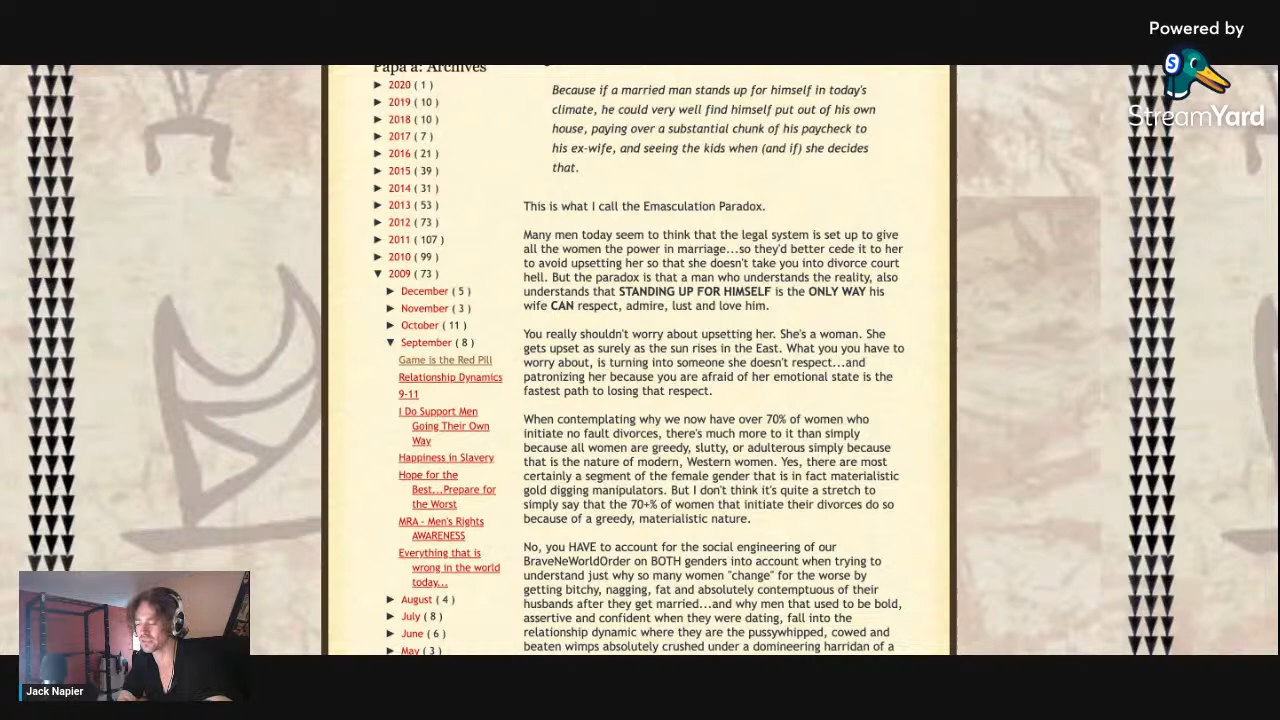 Powered by
StreamYard
Papa'a: Archives
► 2020 ( 1 )
► 2019 ( 10 )
► 2018 ( 10 )
► 2017 ( 7 )
► 2016 ( 21 )
► 2015 ( 39 )
► 2014 ( 31 )
► 2013 ( 53 )
► 2012 ( 73 )
► 2011 ( 107 )
► 2010 ( 99 )
▼ 2009 ( 73 )
► December ( 5 )
► November ( 3 )
► October ( 11 )
▼ September ( 8 )
Game is the Red Pill
Relationship Dynamics
9-11
I Do Support Men
Going Their Own
Way
Happiness in Slavery
Hope for the
Best...Prepare for
the Worst
MRA - Men's Rights
AWARENESS
Everything that is
wrong in the world
today...
► August ( 4 )
► July ( 8 )
► June ( 6 )
► May ( 3 )
Because if a married man stands up for himself in today's
climate, he could very well find himself put out of his own
house, paying over a substantial chunk of his paycheck to
his ex-wife, and seeing the kids when (and if) she decides
that.
This is what I call the Emasculation Paradox.
Many men today seem to think that the legal system is set up to give
all the women the power in marriage...so they'd better cede it to her
to avoid upsetting her so that she doesn't take you into divorce court
hell. But the paradox is that a man who understands the reality, also
understands that STANDING UP FOR HIMSELF is the ONLY WAY his
wife CAN respect, admire, lust and love him.
You really shouldn't worry about upsetting her. She's a woman. She
gets upset as surely as the sun rises in the East. What you you have to
worry about, is turning into someone she doesn't respect...and
patronizing her because you are afraid of her emotional state is the
fastest path to losing that respect.
When contemplating why we now have over 70% of women who
initiate no fault divorces, there's much more to it than simply
because all women are greedy, slutty, or adulterous simply because
that is the nature of modern, Western women. Yes, there are most
certainly a segment of the female gender that is in fact materialistic
gold digging manipulators. But I don't think it's quite a stretch to
simply say that the 70+% of women that initiate their divorces do so
because of a greedy, materialistic nature.
No, you HAVE to account for the social engineering of our
BraveNeWorldOrder on BOTH genders into account when trying to
understand just why so many women "change" for the worse by
getting bitchy, nagging, fat and absolutely contemptuous of their
husbands after they get married...and why men that used to be bold,
assertive and confident when they were dating, fall into the
relationship dynamic where they are the pussywhipped, cowed and
beaten wimps absolutely crushed under a domineering harridan of a
Jack Napier